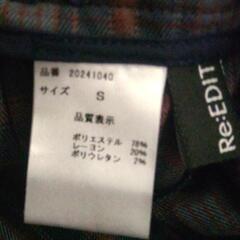 品番 20241040
サイズ S
品質表示
ポリエステル 78%
レーヨン 20%
ポリウレタン 2%
Re:EDIT